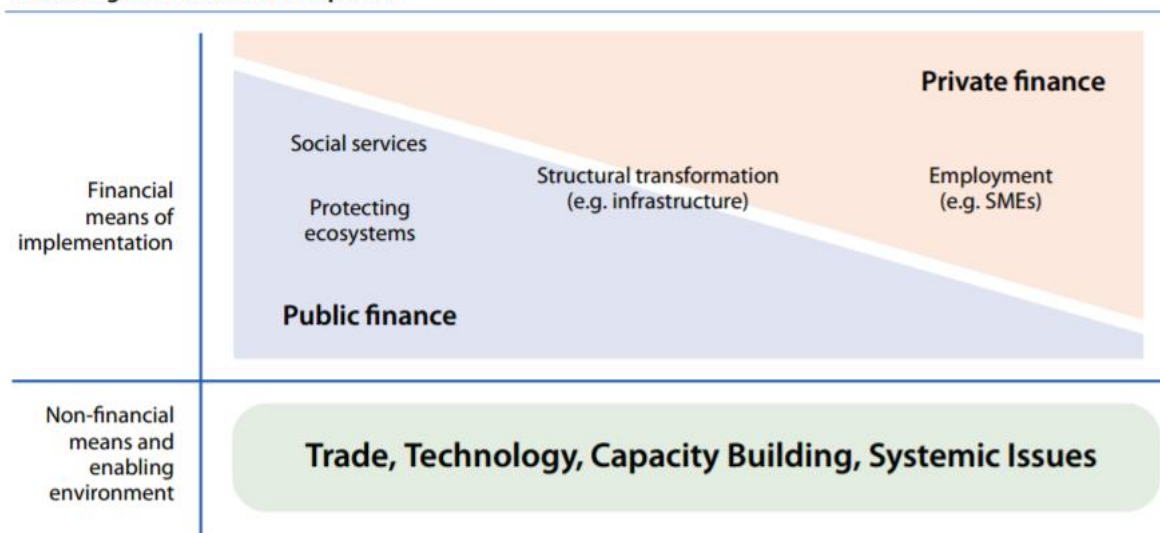 Private finance
Social services
Structural transformation
(e.g. infrastructure)
Employment
(e.g. SMEs)
Financial
means of
implementation
Protecting
ecosystems
Public finance
Non-financial
means and
enabling
environment
Trade, Technology, Capacity Building, Systemic Issues